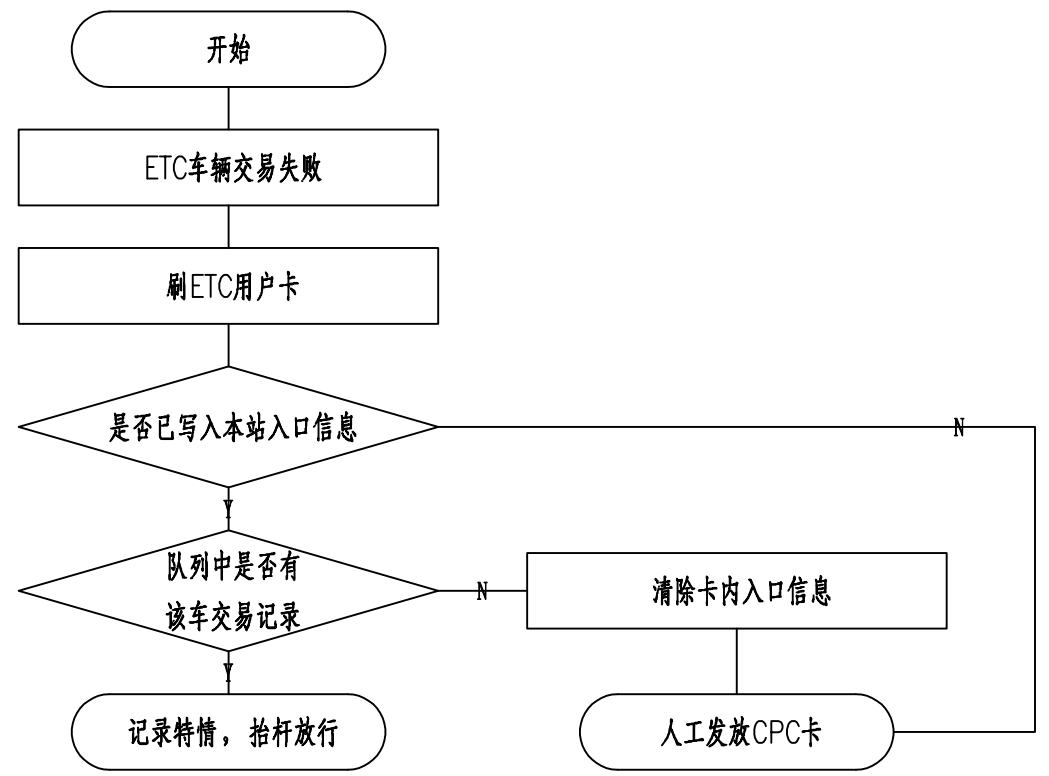 开始
ETC车辆交易失败
刷ETC用户卡
是否已写入本站入口信息
N
Y
队列中是否有
该车交易记录
N
清除卡内入口信息
Y
记录特情，抬杆放行
人工发放CPC卡